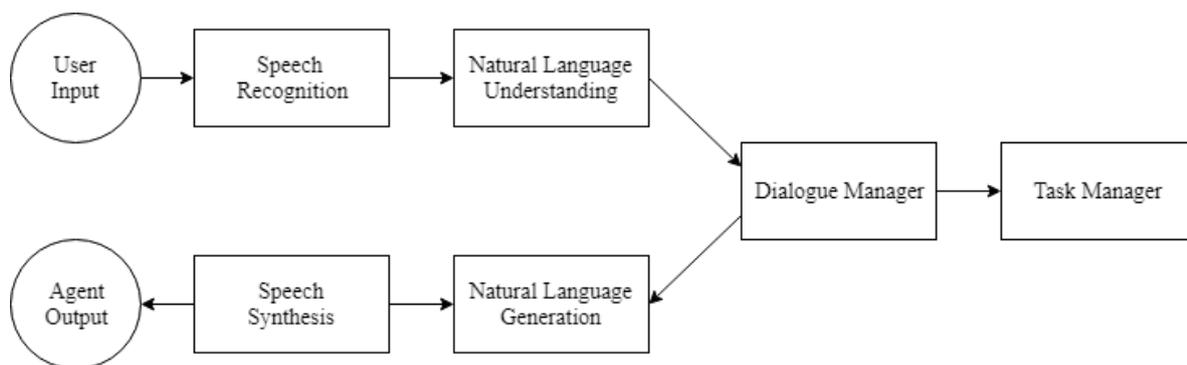 User
Input
Speech
Recognition
Natural Language
Understanding
Dialogue Manager
Task Manager
Agent
Output
Speech
Synthesis
Natural Language
Generation